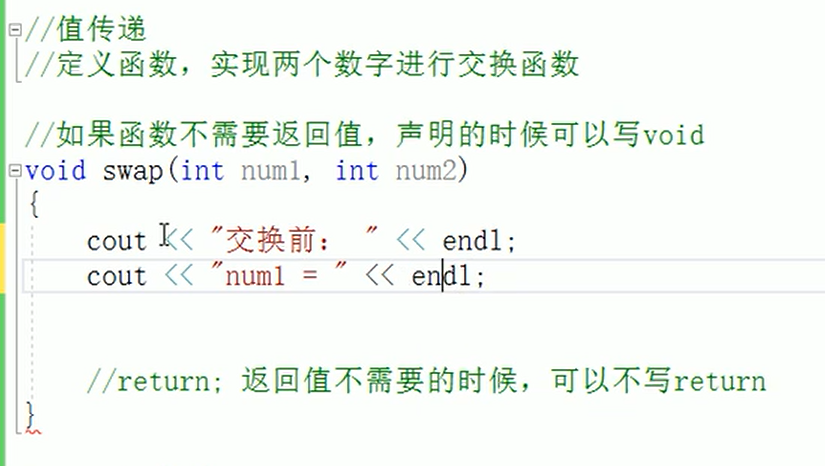 //值传递
//定义函数，实现两个数字进行交换函数
//如果函数不需要返回值，声明的时候可以写void
void swap(int num1, int num2)
{
cout << "交换前： " << endl;
cout << "num1 = " << endl;
//return; 返回值不需要的时候，可以不写return
}